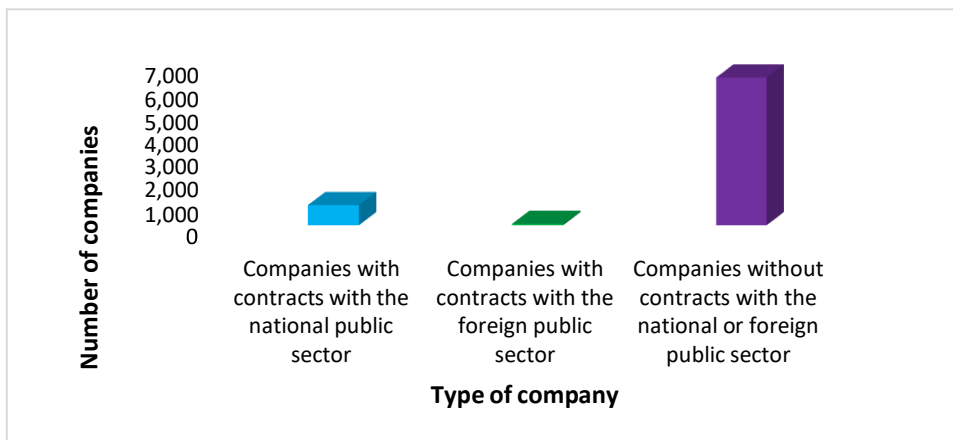 Number of companies
7,000
6,000
5,000
4,000
3,000
2,000
1,000
0
Companies with
contracts with the
national public
sector
Companies with
contracts with the
foreign public
sector
Companies without
contracts with the
national or foreign
public sector
Type of company